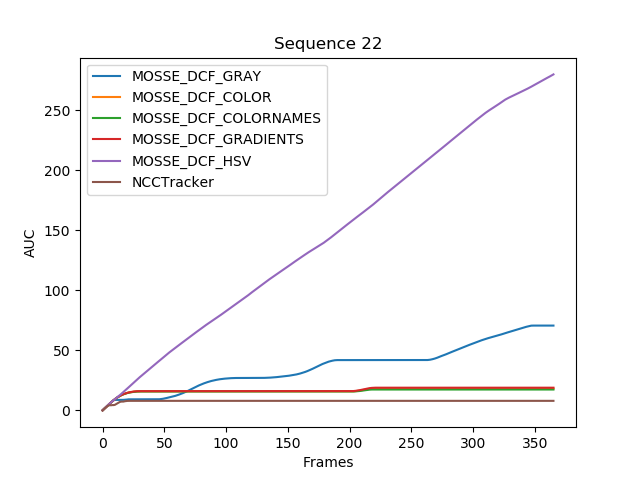 Sequence 22
MOSSE_DCF_GRAY
MOSSE_DCF_COLOR
MOSSE_DCF_COLORNAMES
MOSSE_DCF_GRADIENTS
MOSSE_DCF_HSV
NCCTracker
AUC
250
200
150
100
50
0
0 50 100 150 200 250 300 350
Frames